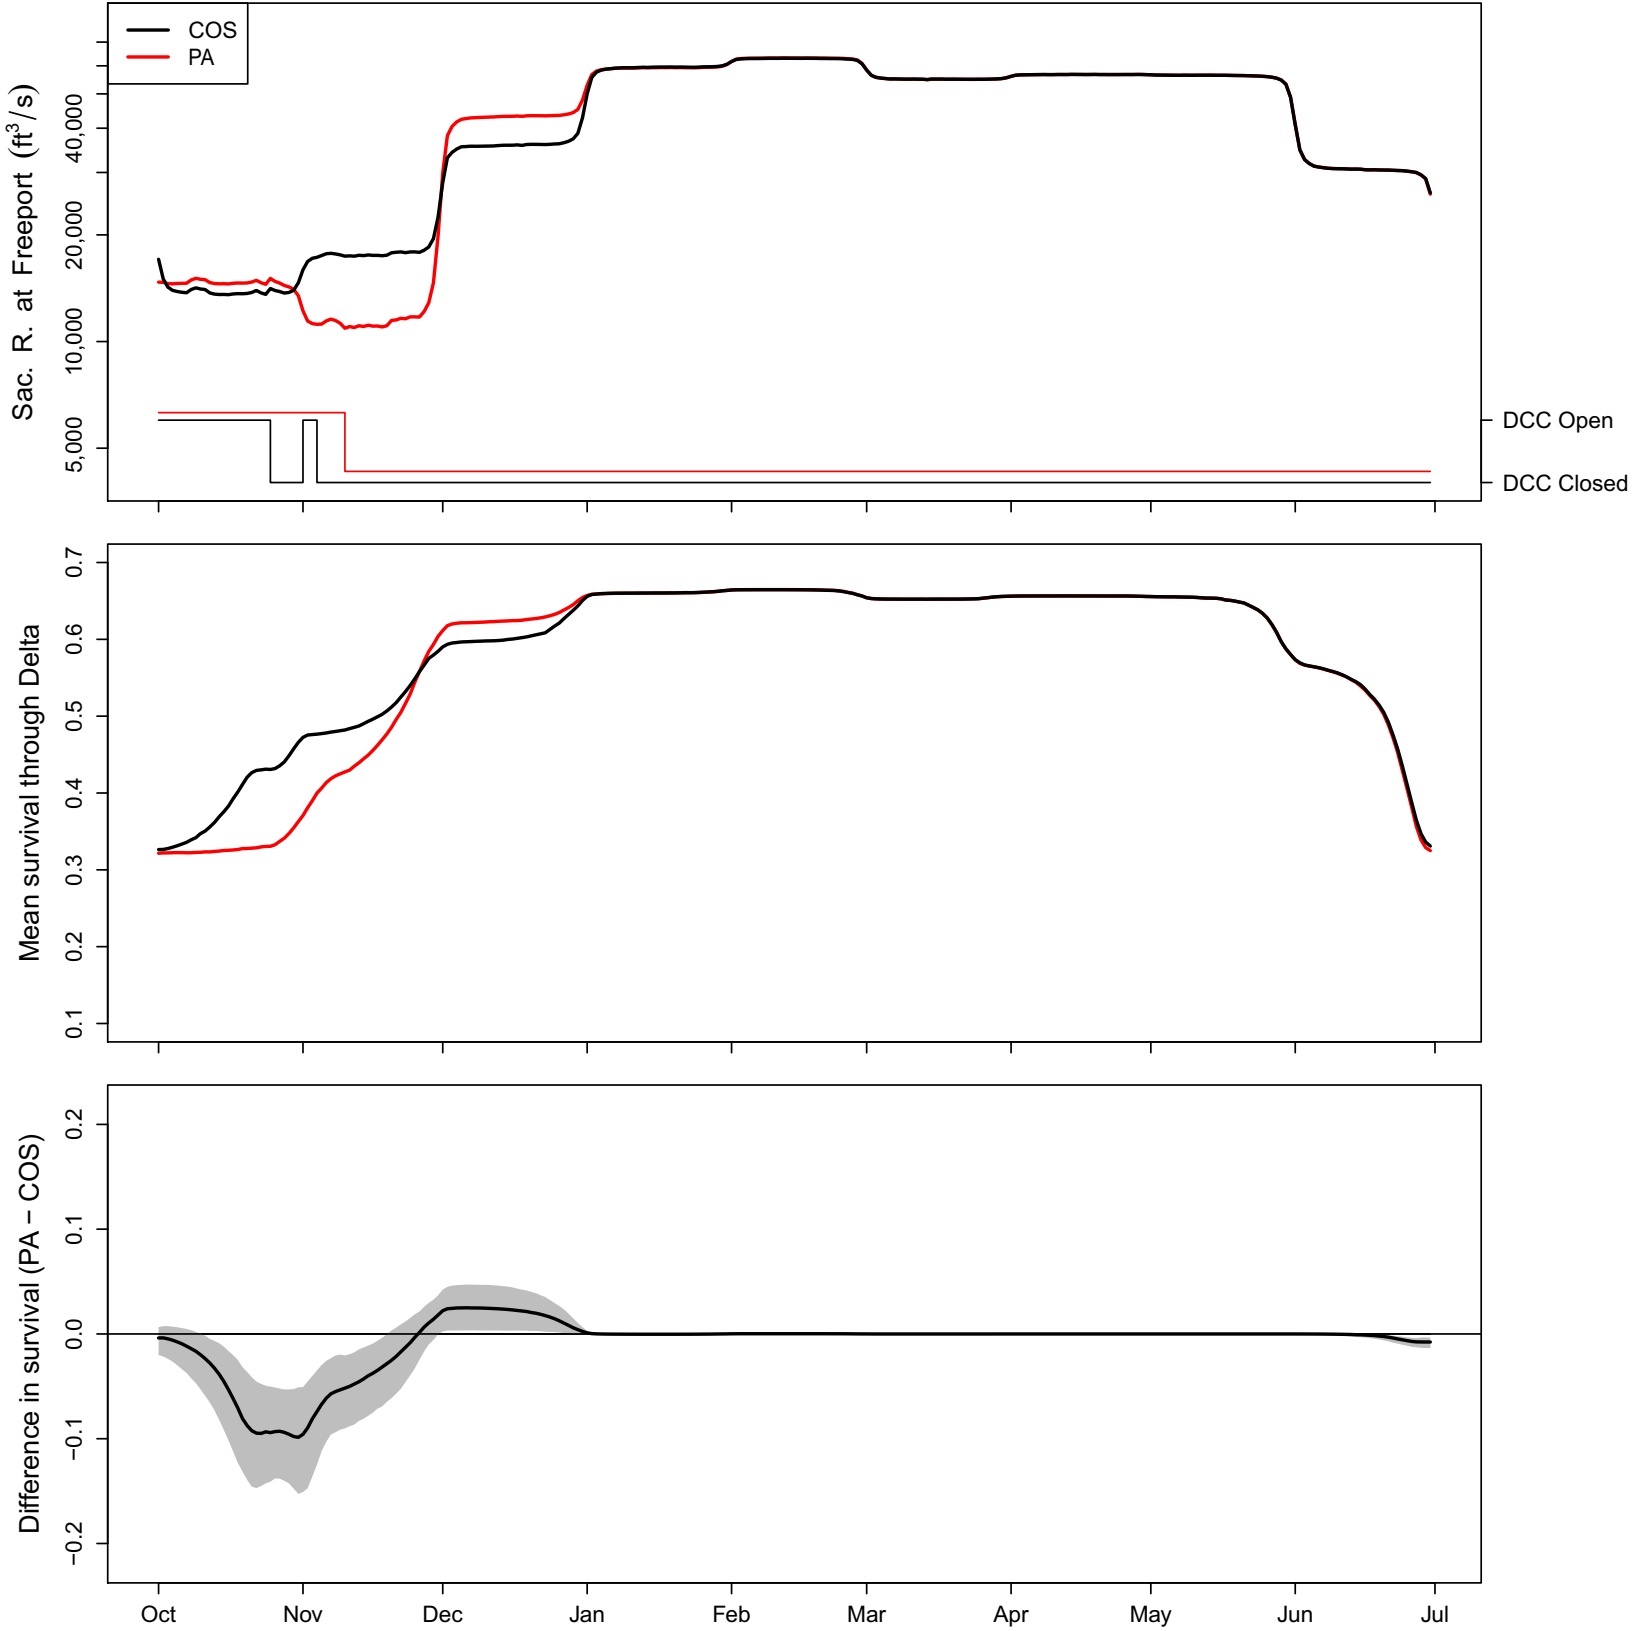 COS
PA
Sac. R. at Freeport (ft³/s)
40,000
20,000
10,000
5,000
DCC Open
DCC Closed
Mean survival through Delta
0.7
0.6
0.5
0.4
0.3
0.2
0.1
Difference in survival (PA − COS)
0.2
0.1
0.0
−0.1
−0.2
Oct Nov Dec Jan Feb Mar Apr May Jun Jul